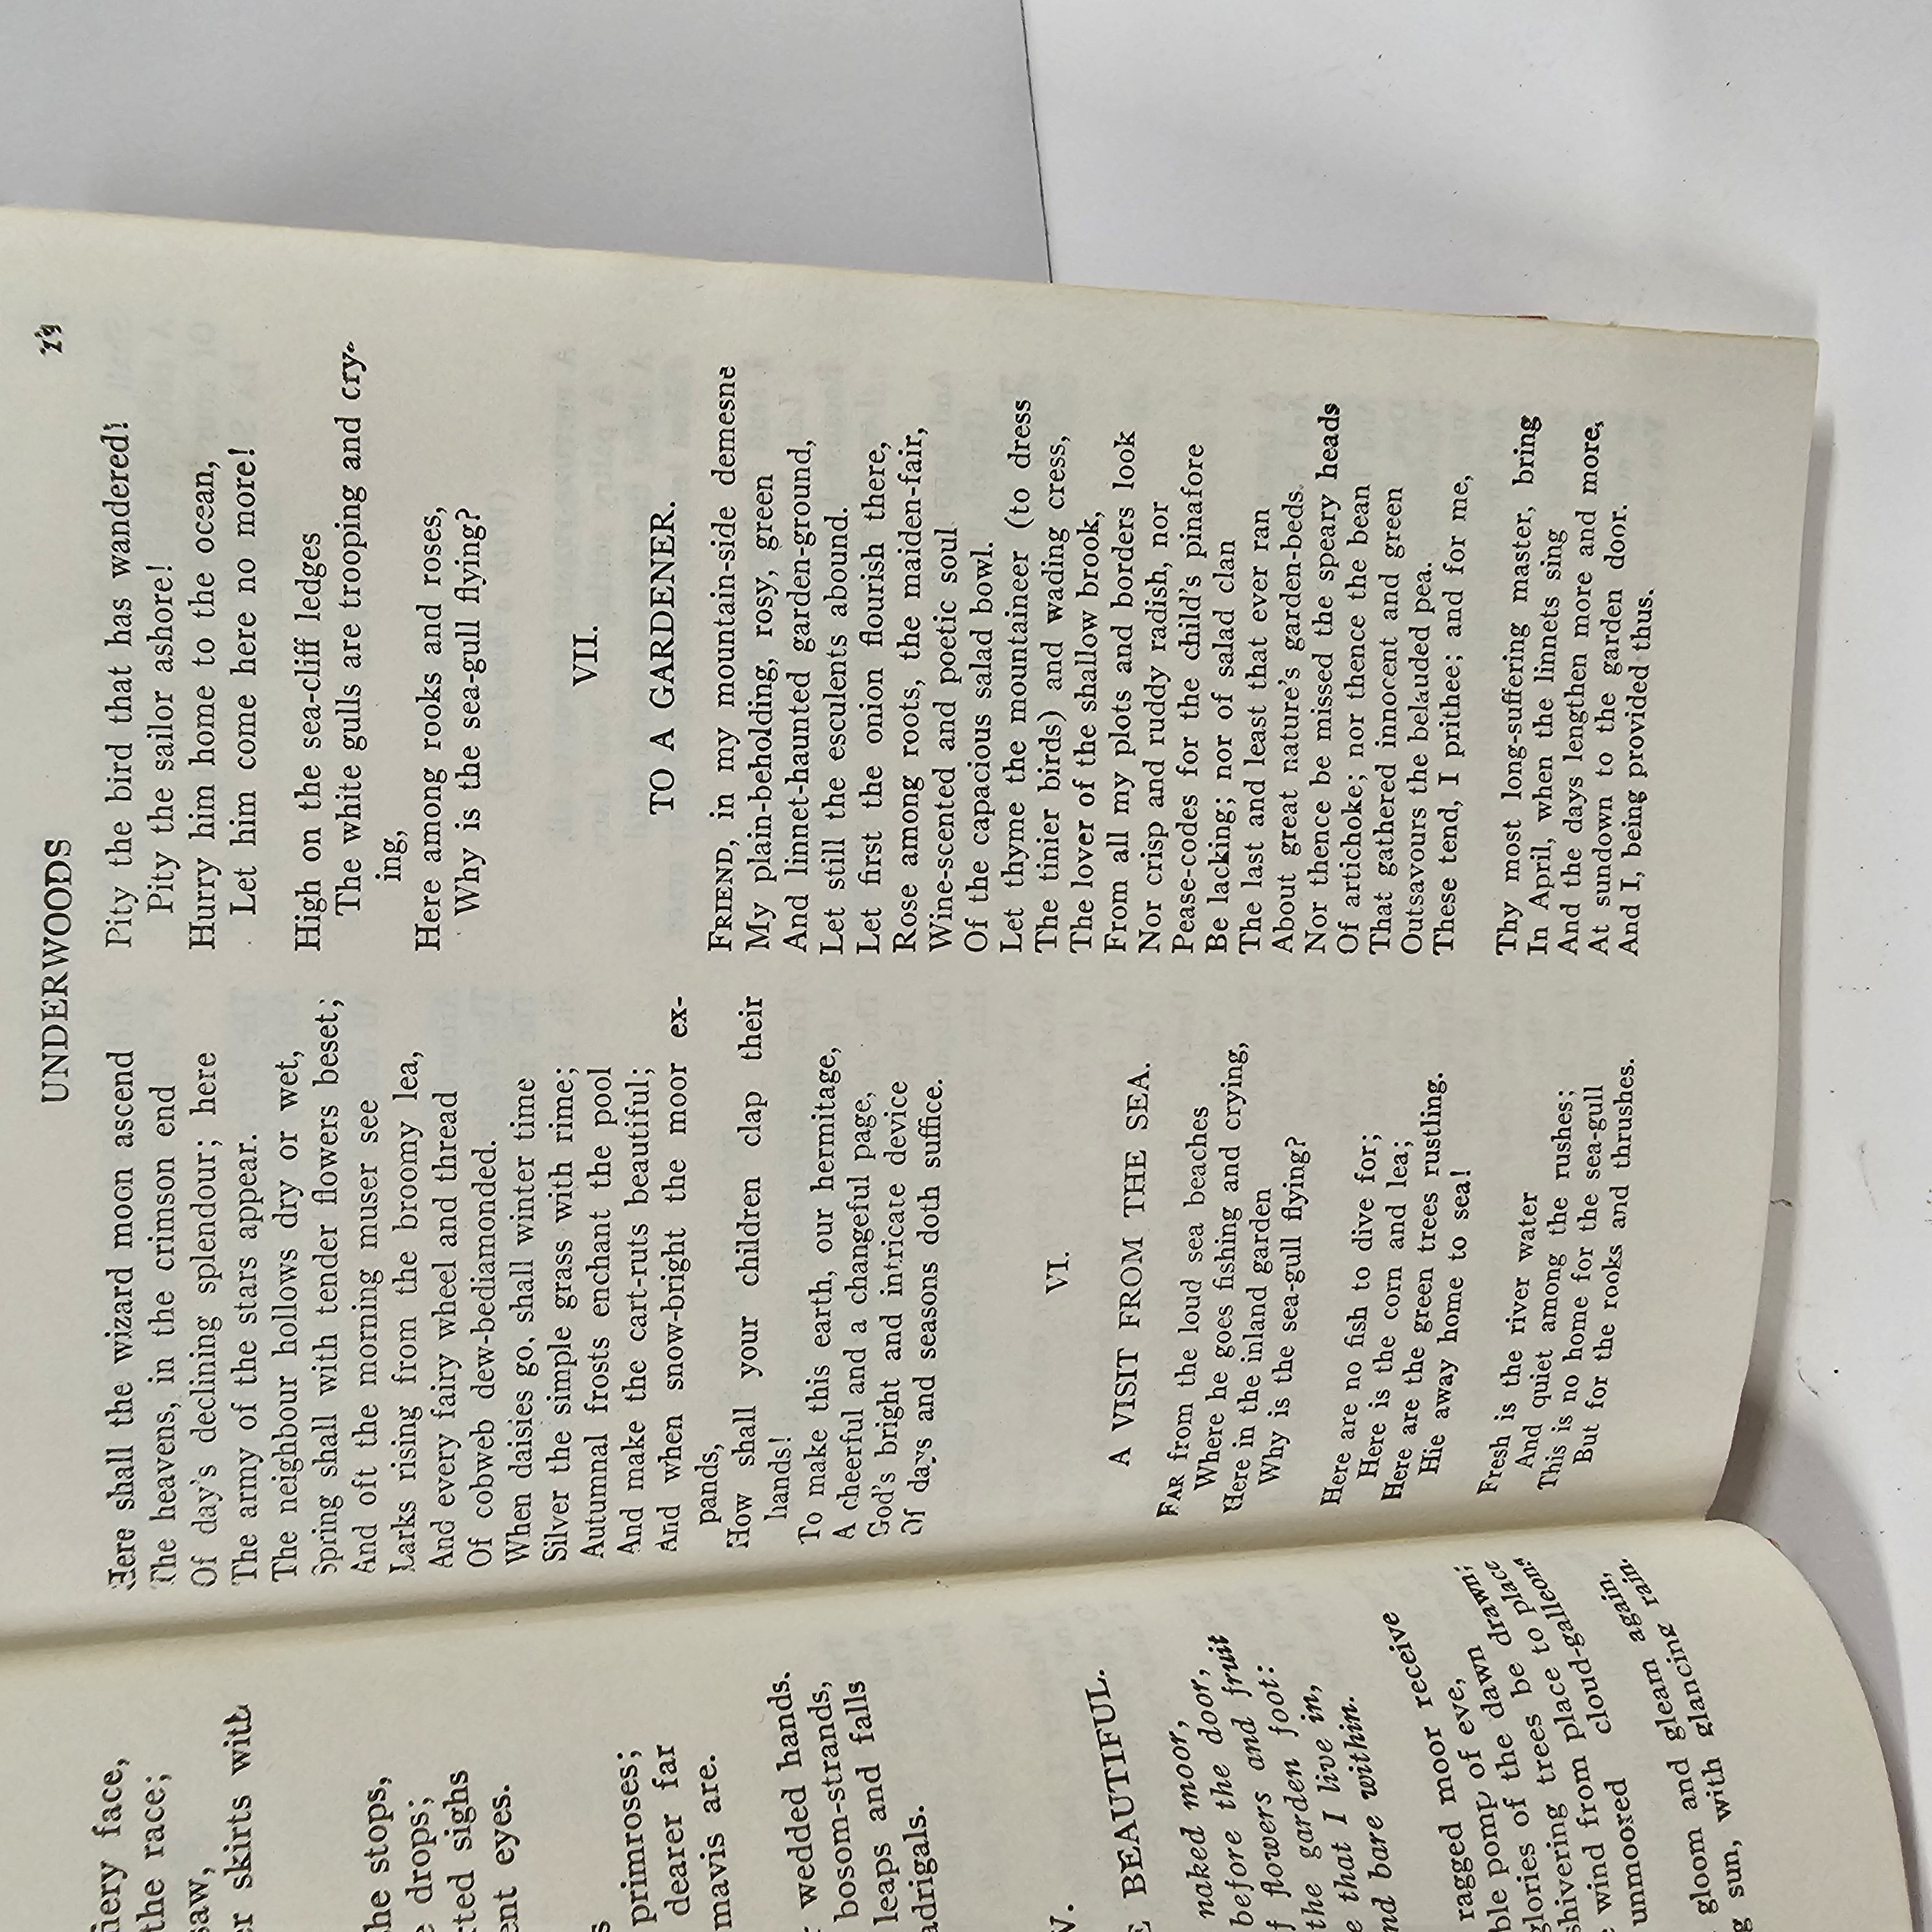 fiery face,
the race;
saw,
skirts with
the stops,
drops;
sighs
eyes.
primroses;
dearer far
mavis are.
wedded hands.
bosom-strands,
leaps and falls
V.
BEAUTIFUL.
naked moor,
before the door,
flowers and fruit
the garden foot:
that I live in,
bare within.
ragged moor receive
pomp of eve,
glories of the dawn
shivering trees be drawn;
wind from place to place
unmoored cloud-galleons
gloom and gleam again,
sun, with glancing rain.
UNDERWOODS
Here shall the wizard moon ascend
The heavens, in the crimson end
Of day's declining splendour; here
The army of the stars appear.
The neighbour hollows dry or wet,
Spring shall with tender flowers beset;
And oft the morning muser see
Larks rising from the broomy lea,
And every fairy wheel and thread
Of cobweb dew-bediamonded.
When daisies go, shall winter time
Silver the simple grass with rime;
Autumnal frosts enchant the pool
And make the cart-ruts beautiful;
And when snow-bright the moor ex-
pands,
How shall your children clap their
hands!
To make this earth, our hermitage,
A cheerful and a changeful page,
God's bright and intricate device
Of days and seasons doth suffice.
VI.
A VISIT FROM THE SEA.
FAR from the loud sea beaches
Where he goes fishing and crying,
Here in the inland garden
Why is the sea-gull flying?
Here are no fish to dive for;
Here is the corn and lea;
Here are the green trees rustling.
Hie away home to sea!
Fresh is the river water
And quiet among the rushes;
This is no home for the sea-gull
But for the rooks and thrushes.
Pity the bird that has wandered!
Pity the sailor ashore!
Hurry him home to the ocean,
Let him come here no more!
High on the sea-cliff ledges
The white gulls are trooping and cry-
ing,
Here among rooks and roses,
Why is the sea-gull flying?
VII.
TO A GARDENER.
FRIEND, in my mountain-side demesne
My plain-beholding, rosy, green
And linnet-haunted garden-ground,
Let still the esculents abound.
Let first the onion flourish there,
Rose among roots, the maiden-fair,
Wine-scented and poetic soul
Of the capacious salad bowl.
Let thyme the mountaineer (to dress
The tinier birds) and wading cress,
The lover of the shallow brook,
From all my plots and borders look
Nor crisp and ruddy radish, nor
Pease-codes for the child's pinafore
Be lacking; nor of salad clan
The last and least that ever ran
About great nature's garden-beds.
Nor thence be missed the speary heads
Of artichoke; nor thence the bean
That gathered innocent and green
Outsavours the belauded pea.
These tend, I prithee; and for me,
Thy most long-suffering master, bring
In April, when the linnets sing
And the days lengthen more and more,
At sundown to the garden door.
And I, being provided thus.